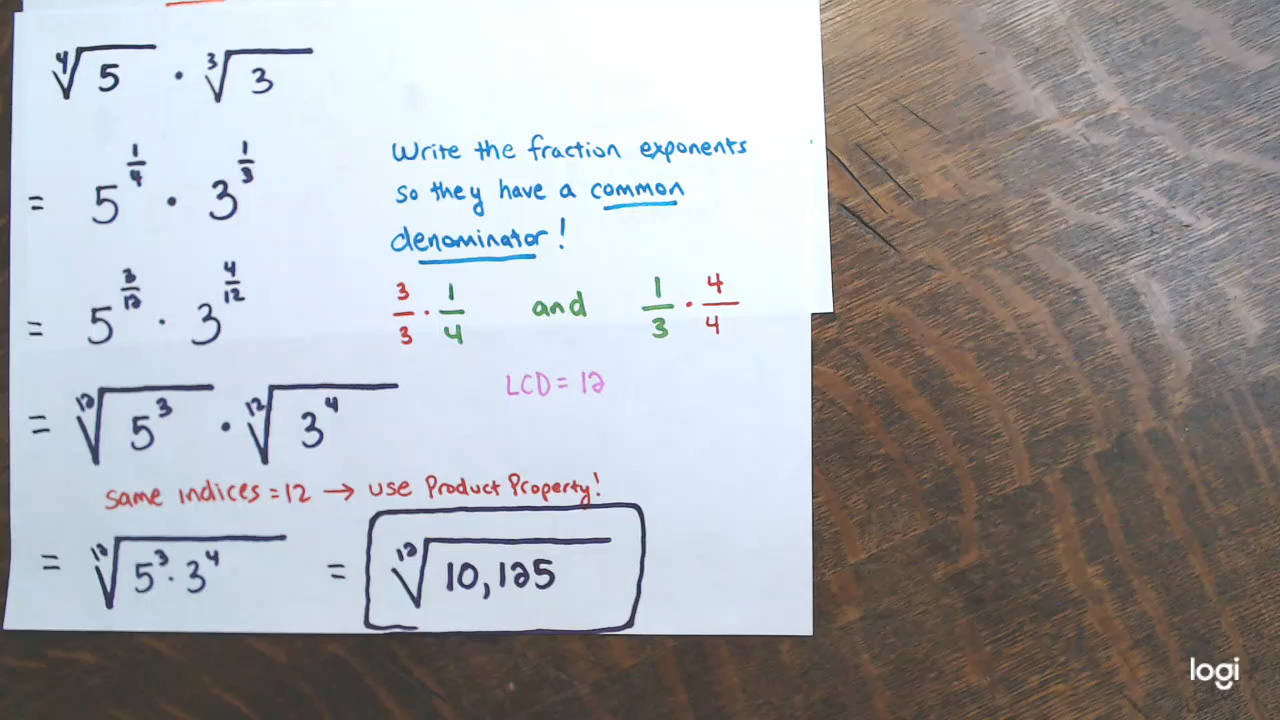 ∜5 · ∛3
= 5^(1/4) · 3^(1/3)
Write the fraction exponents
so they have a common
denominator!
= 5^(3/12) · 3^(4/12)
3/3 · 1/4 and 1/3 · 4/4
LCD = 12
= ¹²√(5³) · ¹²√(3⁴)
same indices = 12 → use Product Property!
= ¹²√(5³·3⁴) = ¹²√(10,125)
logi